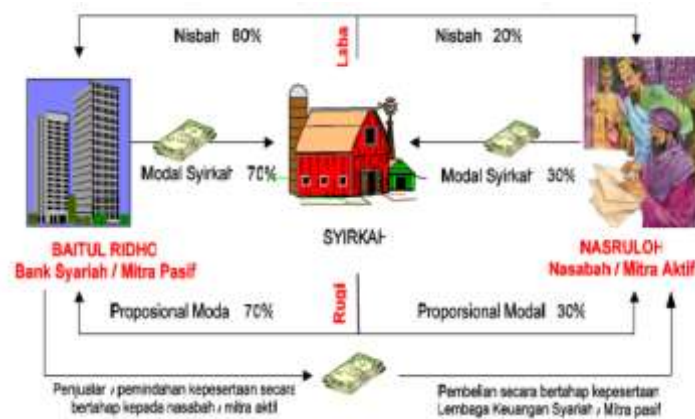 Nisbah 80%
Laba
Nisbah 20%
Modal Syirkah 70%
Modal Syirkah 30%
SYIRKAH
BAITUL RIDHO
Bank Syariah / Mitra Pasif
NASRULOH
Nasabah / Mitra Aktif
Proposional Moda 70%
Rugi
Proporsional Modal 30%
Penjualan / pemindahan kepesertaan secara
bertahap kepada nasabah / mitra aktif
Pembelian secara bertahap kepesertaan
Lembaga Keuangan Syariah / Mitra pasif